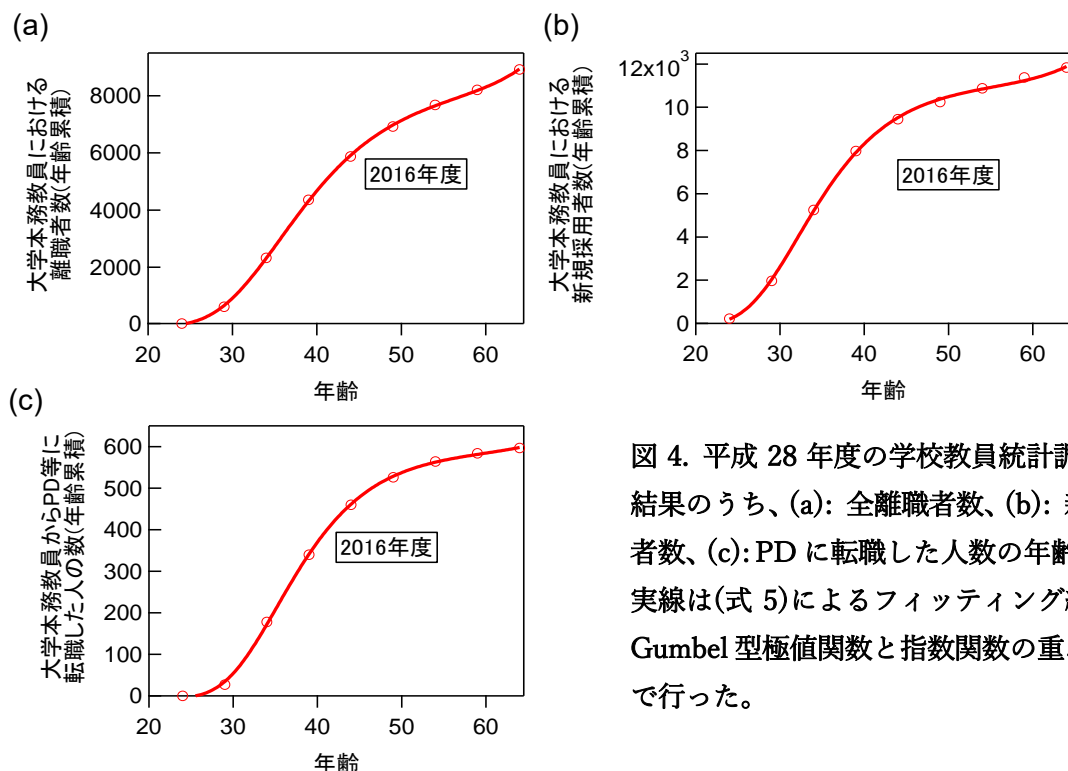 (a)
大学本務教員における
離職者数(年齢累積)
8000
6000
4000
2000
0
2016年度
20
30
40
50
60
年齢
(b)
大学本務教員における
新規採用者数(年齢累積)
12x10³
10
8
6
4
2
0
2016年度
20
30
40
50
60
年齢
(c)
大学本務教員からPD等に
転職した人の数(年齢累積)
600
500
400
300
200
100
0
2016年度
20
30
40
50
60
年齢
図 4. 平成 28 年度の学校教員統計
結果のうち、(a): 全離職者数、(b):
者数、(c): PD に転職した人数の年齢
実線は(式 5)によるフィッティング
Gumbel 型極値関数と指数関数の重
で行った。